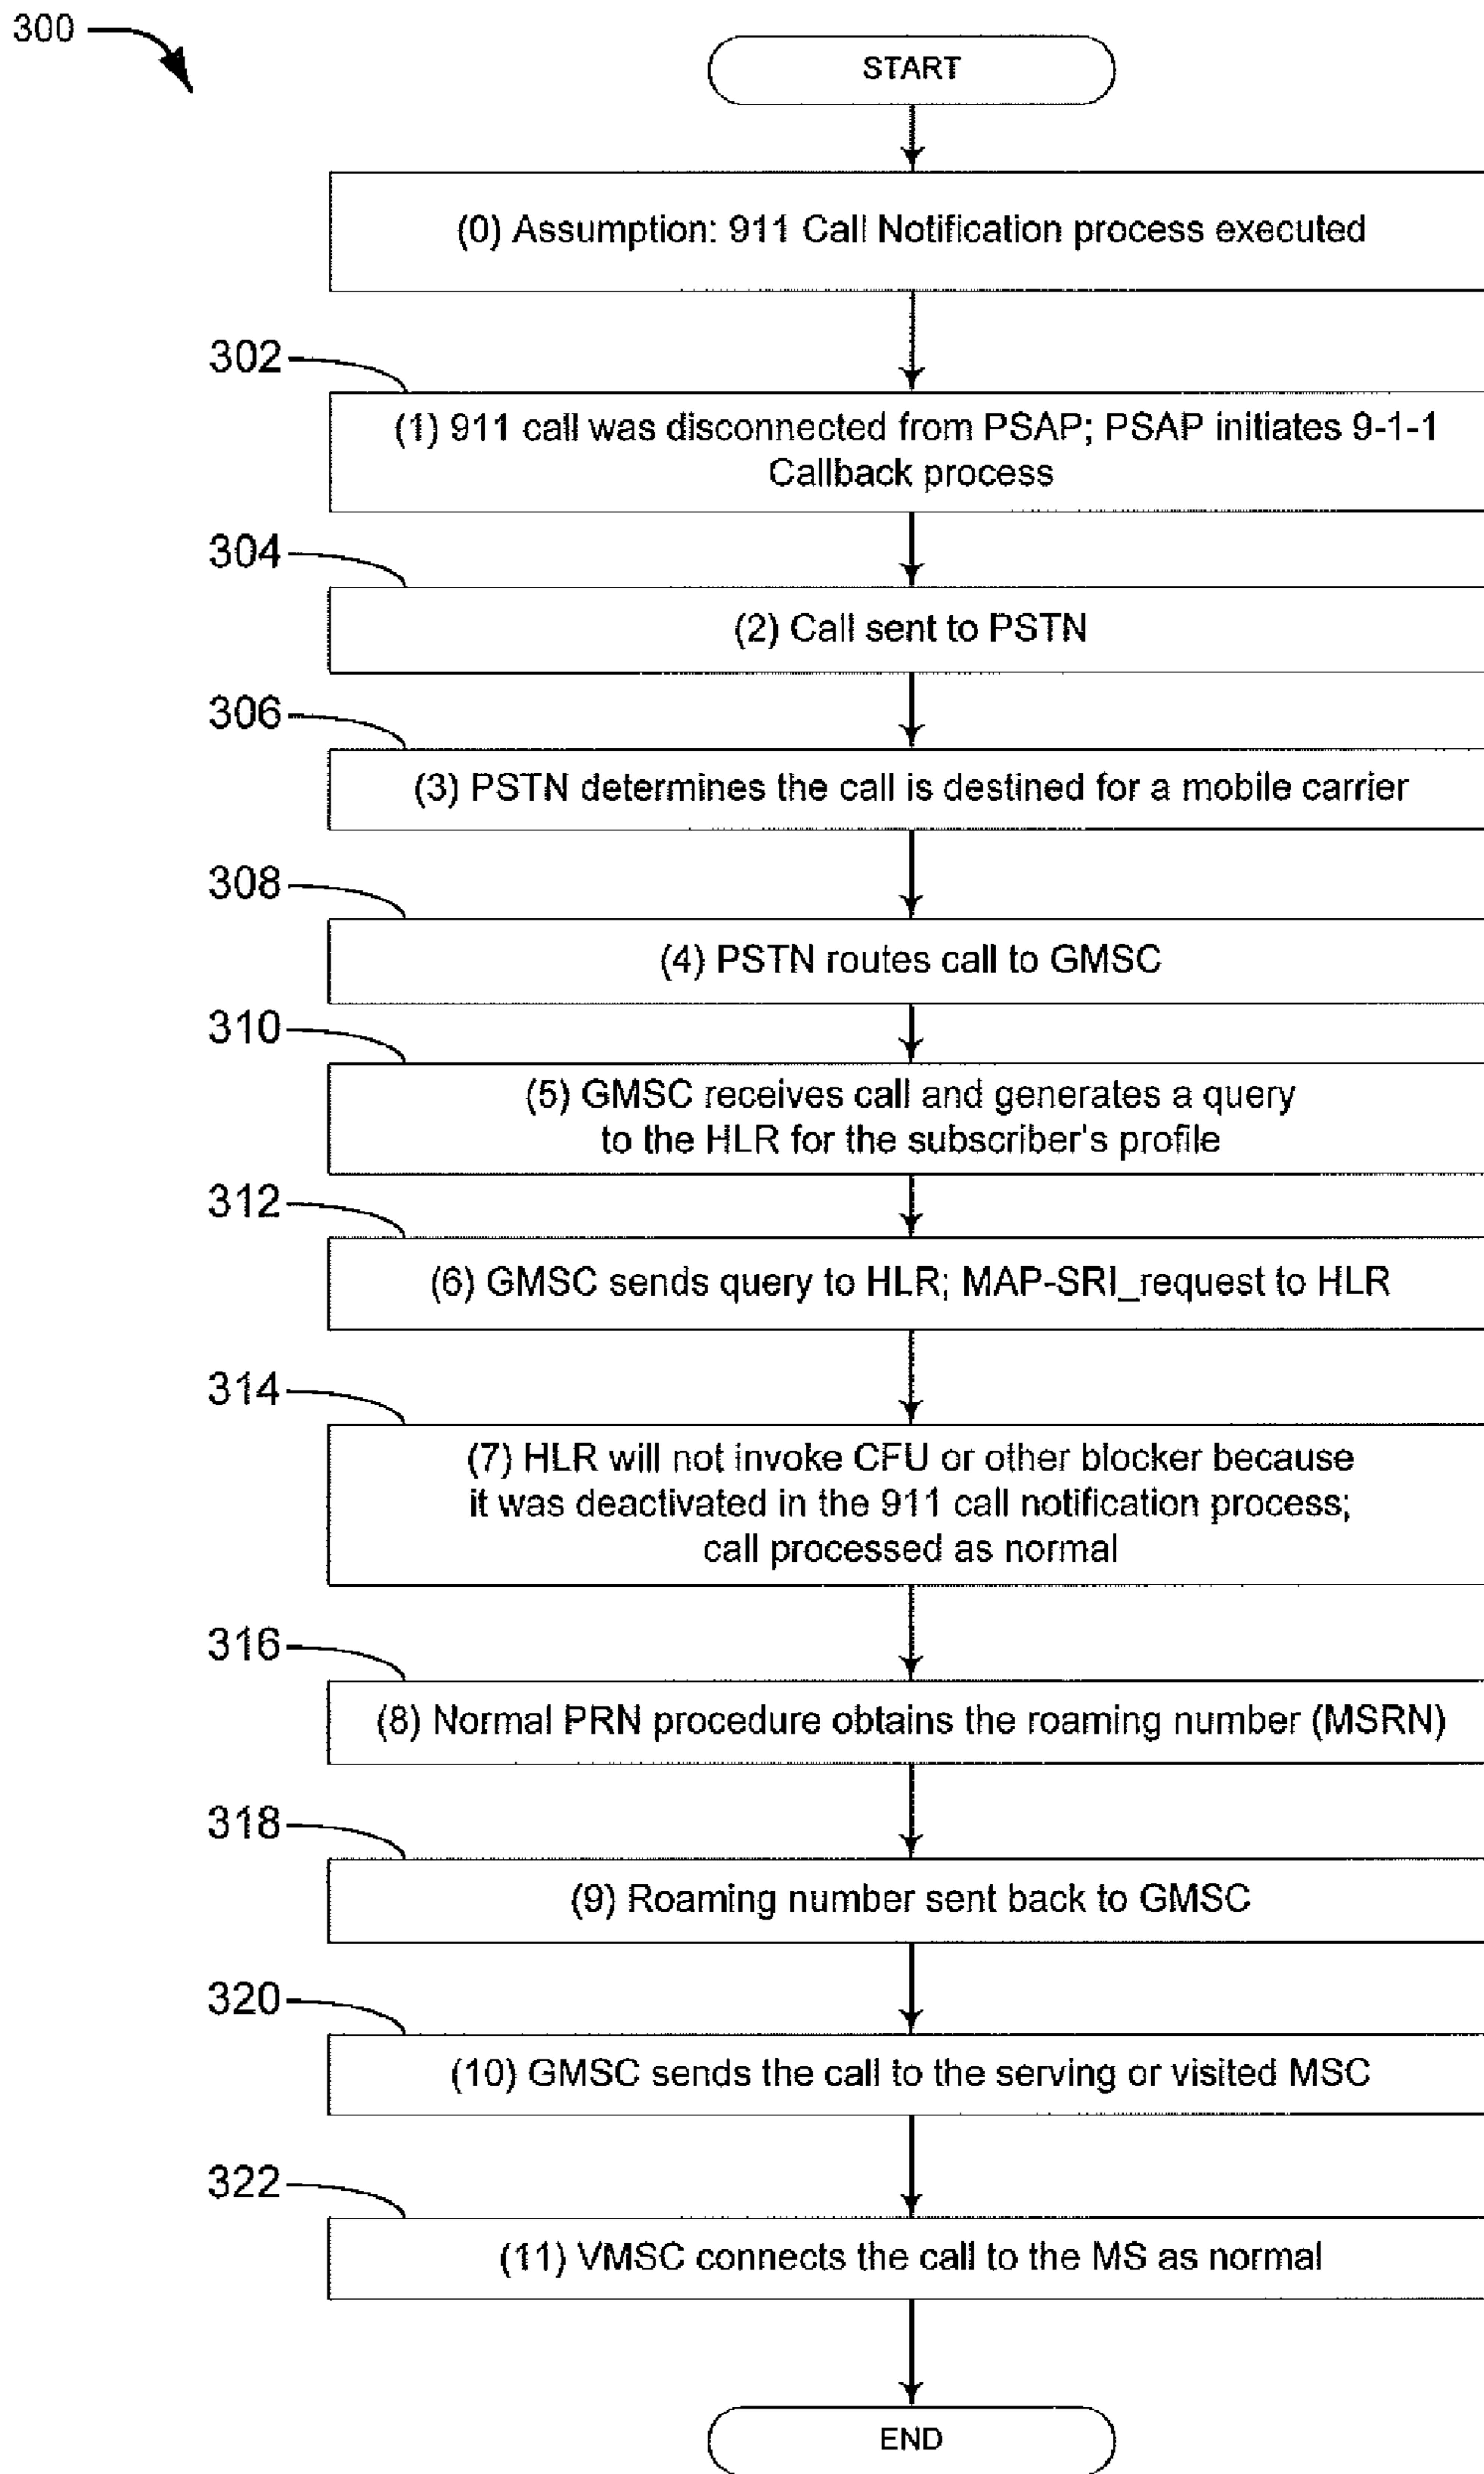 300
START
(0) Assumption: 911 Call Notification process executed
302
(1) 911 call was disconnected from PSAP; PSAP initiates 9-1-1
Callback process
304
(2) Call sent to PSTN
306
(3) PSTN determines the call is destined for a mobile carrier
308
(4) PSTN routes call to GMSC
310
(5) GMSC receives call and generates a query
to the HLR for the subscriber's profile
312
(6) GMSC sends query to HLR; MAP-SRI_request to HLR
314
(7) HLR will not invoke CFU or other blocker because
it was deactivated in the 911 call notification process;
call processed as normal
316
(8) Normal PRN procedure obtains the roaming number (MSRN)
318
(9) Roaming number sent back to GMSC
320
(10) GMSC sends the call to the serving or visited MSC
322
(11) VMSC connects the call to the MS as normal
END